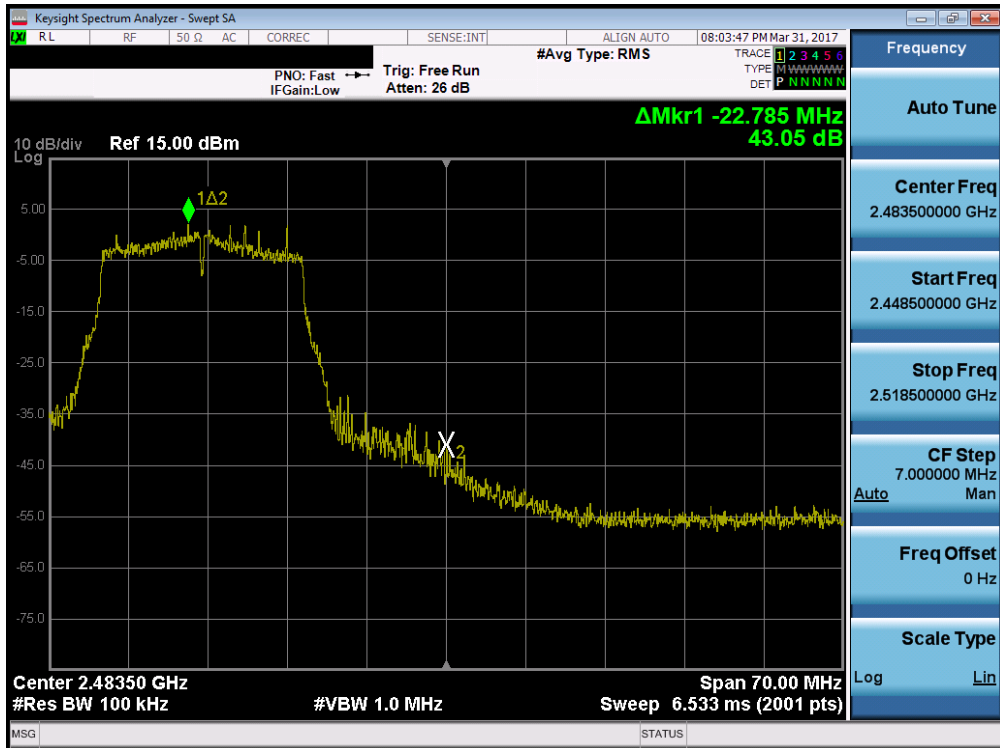 Keysight Spectrum Analyzer - Swept SA
LXI RL RF 50 Ω AC CORREC SENSE:INT ALIGN AUTO 08:03:47 PM Mar 31, 2017
#Avg Type: RMS TRACE 1 2 3 4 5 6
PNO: Fast Trig: Free Run TYPE M WWWWW
IFGain:Low Atten: 26 dB DET P N N N N N
ΔMkr1 -22.785 MHz
43.05 dB
10 dB/div Ref 15.00 dBm
Log
1Δ2
5.00
-5.00
-15.0
-25.0
-35.0
X2
-45.0
-55.0
-65.0
-75.0
Center 2.48350 GHz Span 70.00 MHz
#Res BW 100 kHz #VBW 1.0 MHz Sweep 6.533 ms (2001 pts)
MSG STATUS
Frequency
Auto Tune
Center Freq
2.483500000 GHz
Start Freq
2.448500000 GHz
Stop Freq
2.518500000 GHz
CF Step
7.000000 MHz
Auto Man
Freq Offset
0 Hz
Scale Type
Log Lin